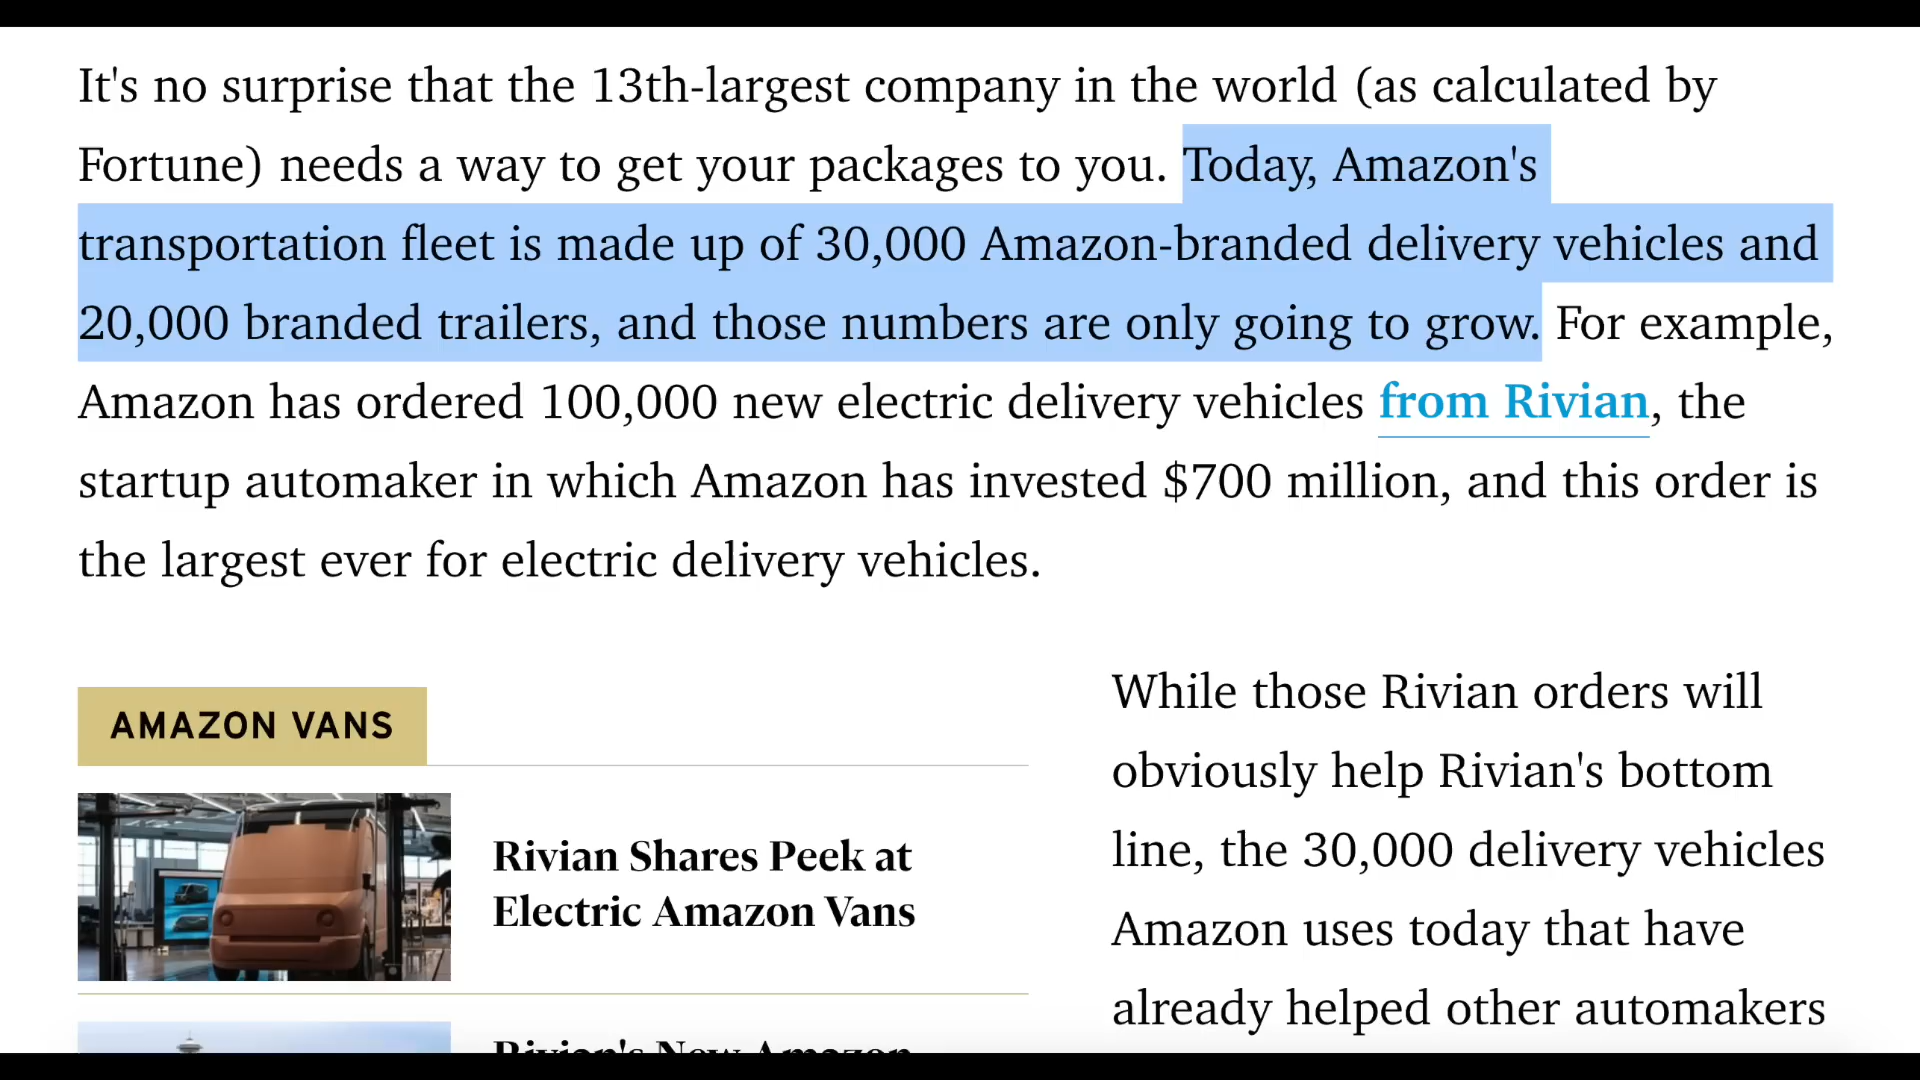 It's no surprise that the 13th-largest company in the world (as calculated by
Fortune) needs a way to get your packages to you. Today, Amazon's
transportation fleet is made up of 30,000 Amazon-branded delivery vehicles and
20,000 branded trailers, and those numbers are only going to grow. For example,
Amazon has ordered 100,000 new electric delivery vehicles from Rivian, the
startup automaker in which Amazon has invested $700 million, and this order is
the largest ever for electric delivery vehicles.
AMAZON VANS
Rivian Shares Peek at
Electric Amazon Vans
Rivian's New Amazon
While those Rivian orders will
obviously help Rivian's bottom
line, the 30,000 delivery vehicles
Amazon uses today that have
already helped other automakers